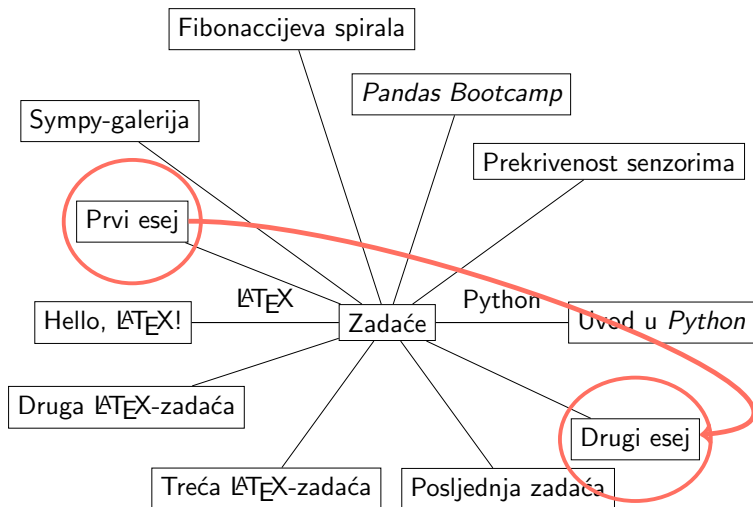 Fibonaccijeva spirala
Pandas Bootcamp
Sympy-galerija
Prekrivenost senzorima
Prvi esej
LATEX
Python
Hello, LATEX!
Zadaće
Uvod u Python
Druga LATEX-zadaća
Drugi esej
Treća LATEX-zadaća
Posljednja zadaća